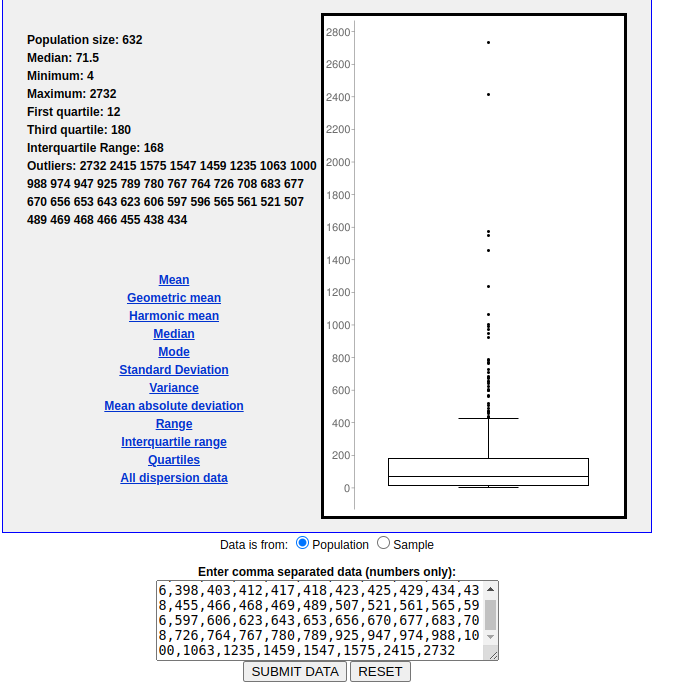 Population size: 632
Median: 71.5
Minimum: 4
Maximum: 2732
First quartile: 12
Third quartile: 180
Interquartile Range: 168
Outliers: 2732 2415 1575 1547 1459 1235 1063 1000
988 974 947 925 789 780 767 764 726 708 683 677
670 656 653 643 623 606 597 596 565 561 521 507
489 469 468 466 455 438 434
Mean
Geometric mean
Harmonic mean
Median
Mode
Standard Deviation
Variance
Mean absolute deviation
Range
Interquartile range
Quartiles
All dispersion data
2800
2600
2400
2200
2000
1800
1600
1400
1200
1000
800
600
400
200
0
Data is from: Population Sample
Enter comma separated data (numbers only):
6,398,403,412,417,418,423,425,429,434,43
8,455,466,468,469,489,507,521,561,565,59
6,597,606,623,643,653,656,670,677,683,70
8,726,764,767,780,789,925,947,974,988,10
00,1063,1235,1459,1547,1575,2415,2732
SUBMIT DATA RESET